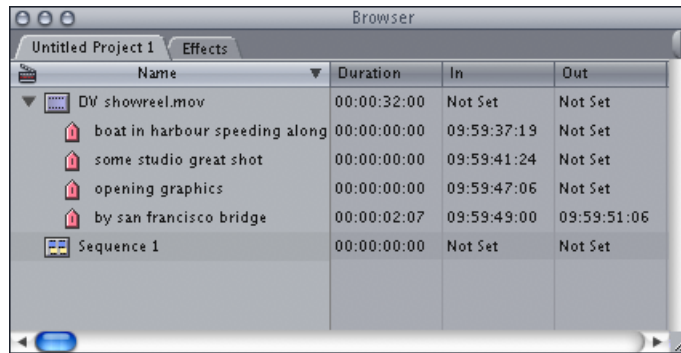 Browser
Untitled Project 1 Effects
Name Duration In Out
DV showreel.mov 00:00:32:00 Not Set Not Set
boat in harbour speeding along 00:00:00:00 09:59:37:19 Not Set
some studio great shot 00:00:00:00 09:59:41:24 Not Set
opening graphics 00:00:00:00 09:59:47:06 Not Set
by san francisco bridge 00:00:02:07 09:59:49:00 09:59:51:06
Sequence 1 00:00:00:00 Not Set Not Set